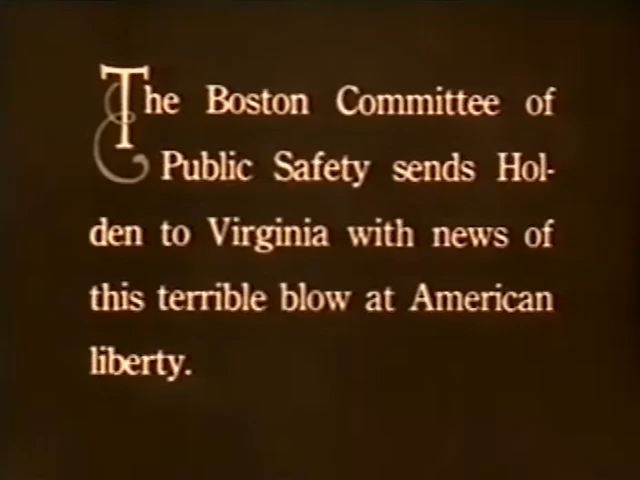 The Boston Committee of
Public Safety sends Hol-
den to Virginia with news of
this terrible blow at American
liberty.